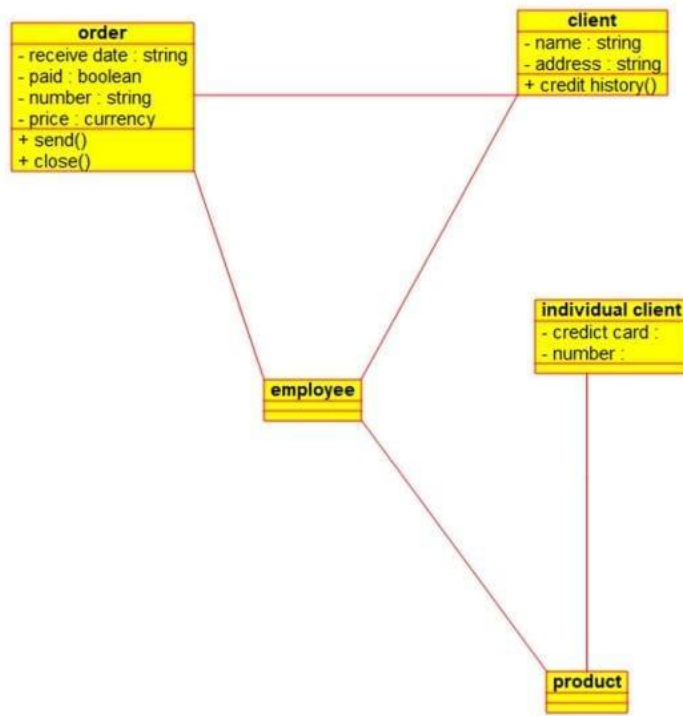 order
- receive date : string
- paid : boolean
- number : string
- price : currency
+ send()
+ close()
client
- name : string
- address : string
+ credit history()
individual client
- credict card :
- number :
employee
product